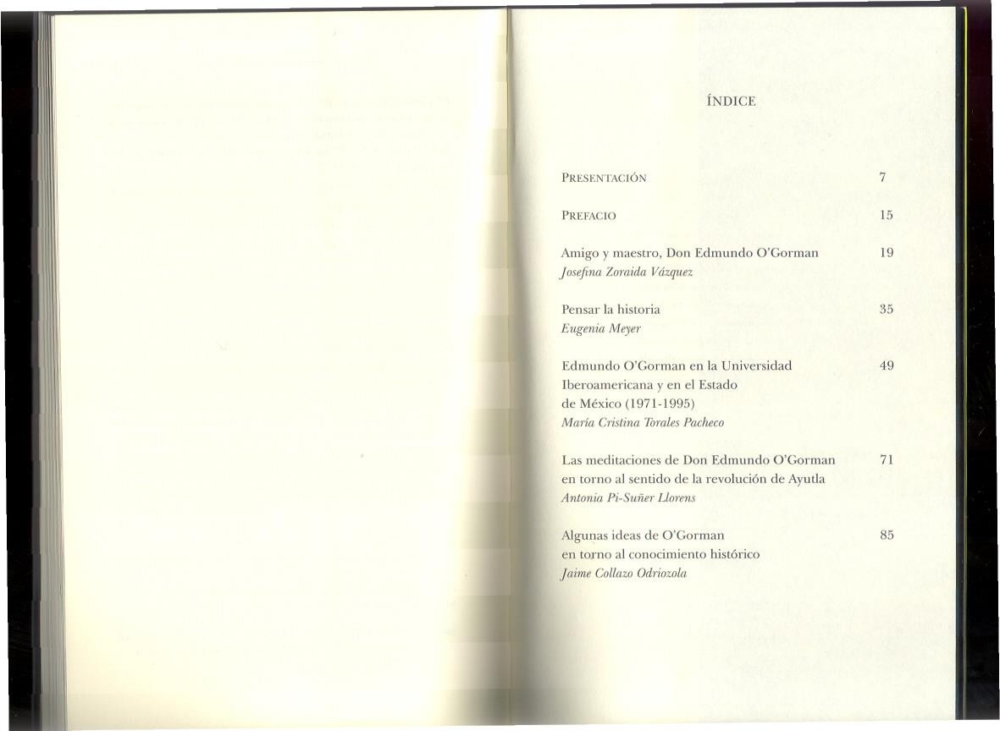 ÍNDICE
PRESENTACIÓN 7
PREFACIO 15
Amigo y maestro, Don Edmundo O’Gorman 19
Josefina Zoraida Vázquez
Pensar la historia 35
Eugenia Meyer
Edmundo O’Gorman en la Universidad 49
Iberoamericana y en el Estado
de México (1971-1995)
María Cristina Torales Pacheco
Las meditaciones de Don Edmundo O’Gorman 71
en torno al sentido de la revolución de Ayutla
Antonia Pi-Suñer Llorens
Algunas ideas de O’Gorman 85
en torno al conocimiento histórico
Jaime Collazo Odriozola